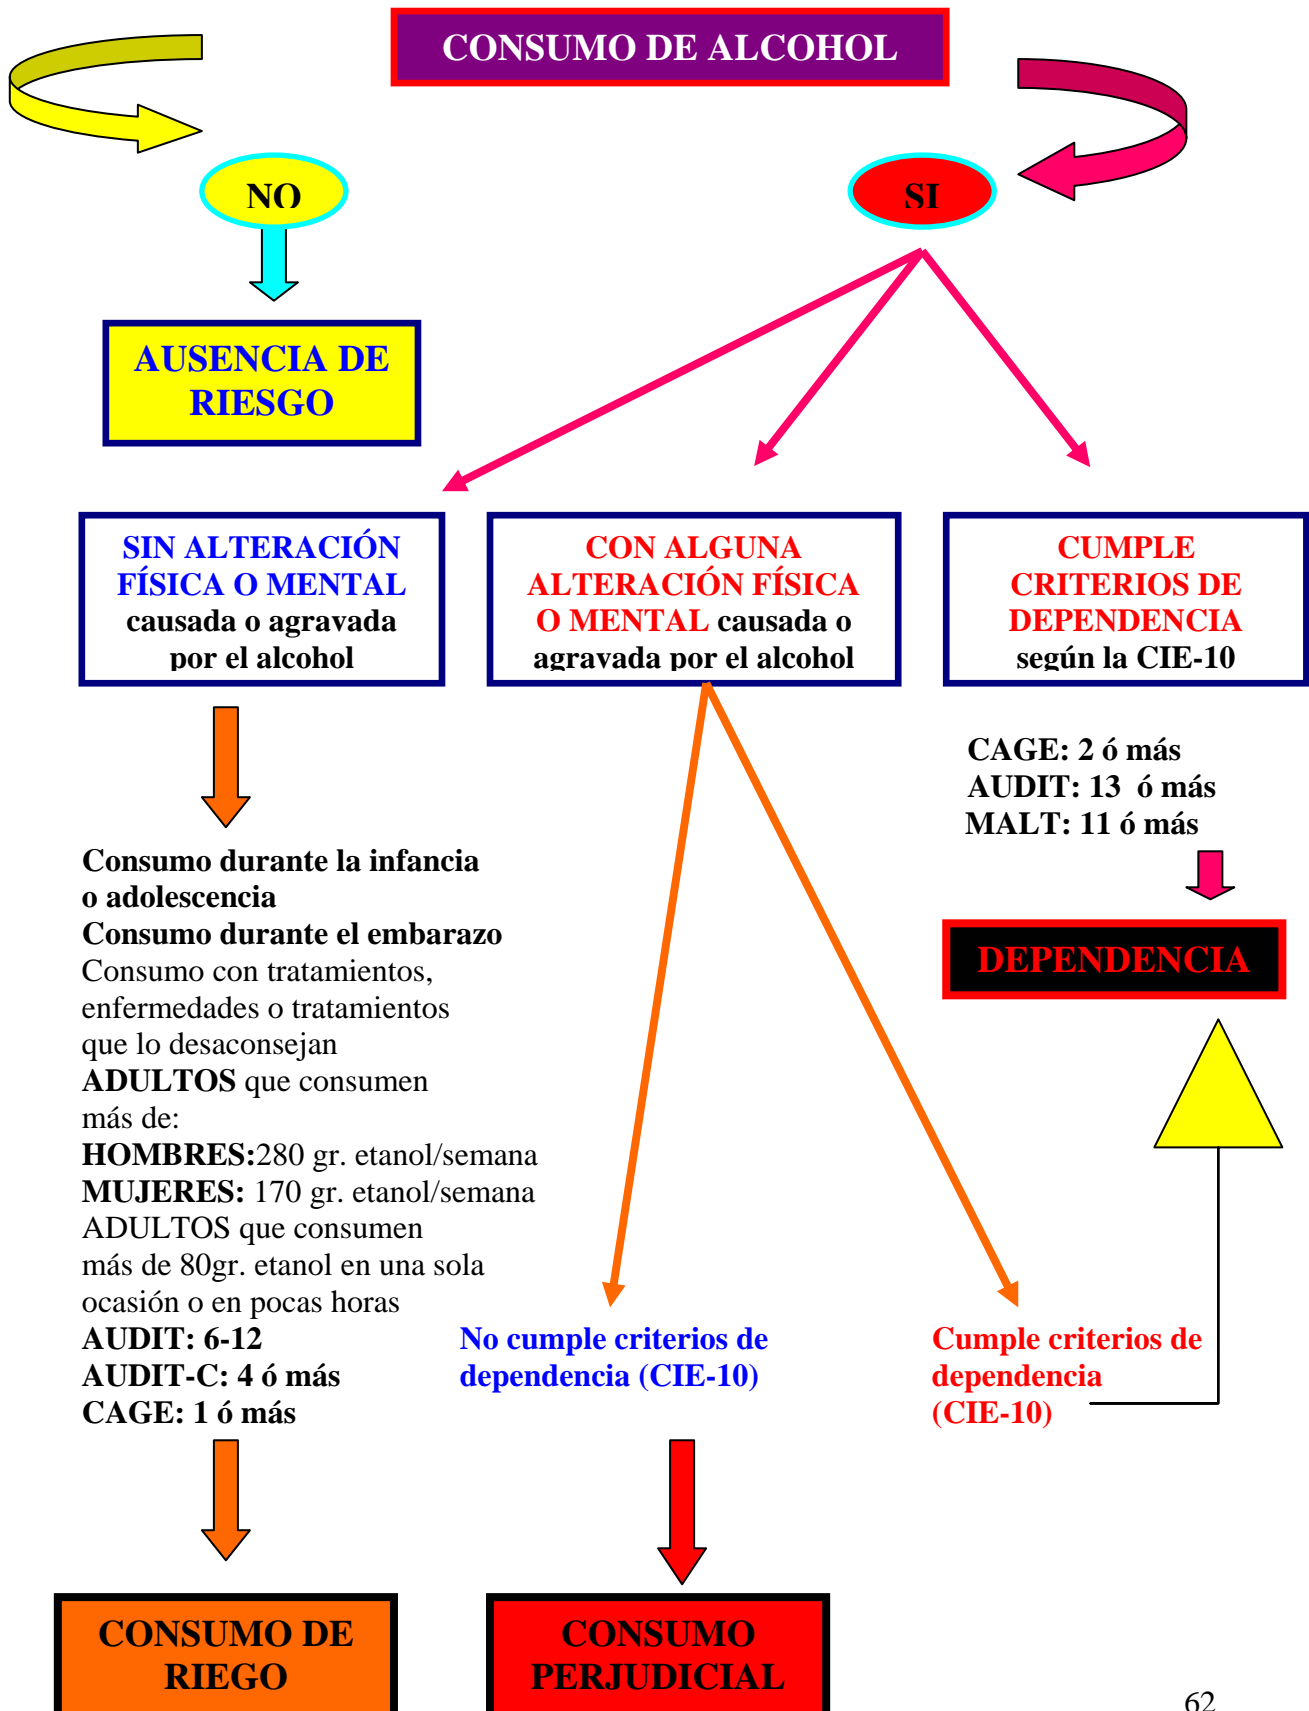 CONSUMO DE ALCOHOL
NO
SI
AUSENCIA DE
RIESGO
SIN ALTERACIÓN
FÍSICA O MENTAL
causada o agravada
por el alcohol
CON ALGUNA
ALTERACIÓN FÍSICA
O MENTAL causada o
agravada por el alcohol
CUMPLE
CRITERIOS DE
DEPENDENCIA
según la CIE-10
CAGE: 2 ó más
AUDIT: 13 ó más
MALT: 11 ó más
DEPENDENCIA
Consumo durante la infancia
o adolescencia
Consumo durante el embarazo
Consumo con tratamientos,
enfermedades o tratamientos
que lo desaconsejan
ADULTOS que consumen
más de:
HOMBRES:280 gr. etanol/semana
MUJERES: 170 gr. etanol/semana
ADULTOS que consumen
más de 80gr. etanol en una sola
ocasión o en pocas horas
AUDIT: 6-12
AUDIT-C: 4 ó más
CAGE: 1 ó más
No cumple criterios de
dependencia (CIE-10)
Cumple criterios de
dependencia
(CIE-10)
CONSUMO DE
RIEGO
CONSUMO
PERJUDICIAL
62